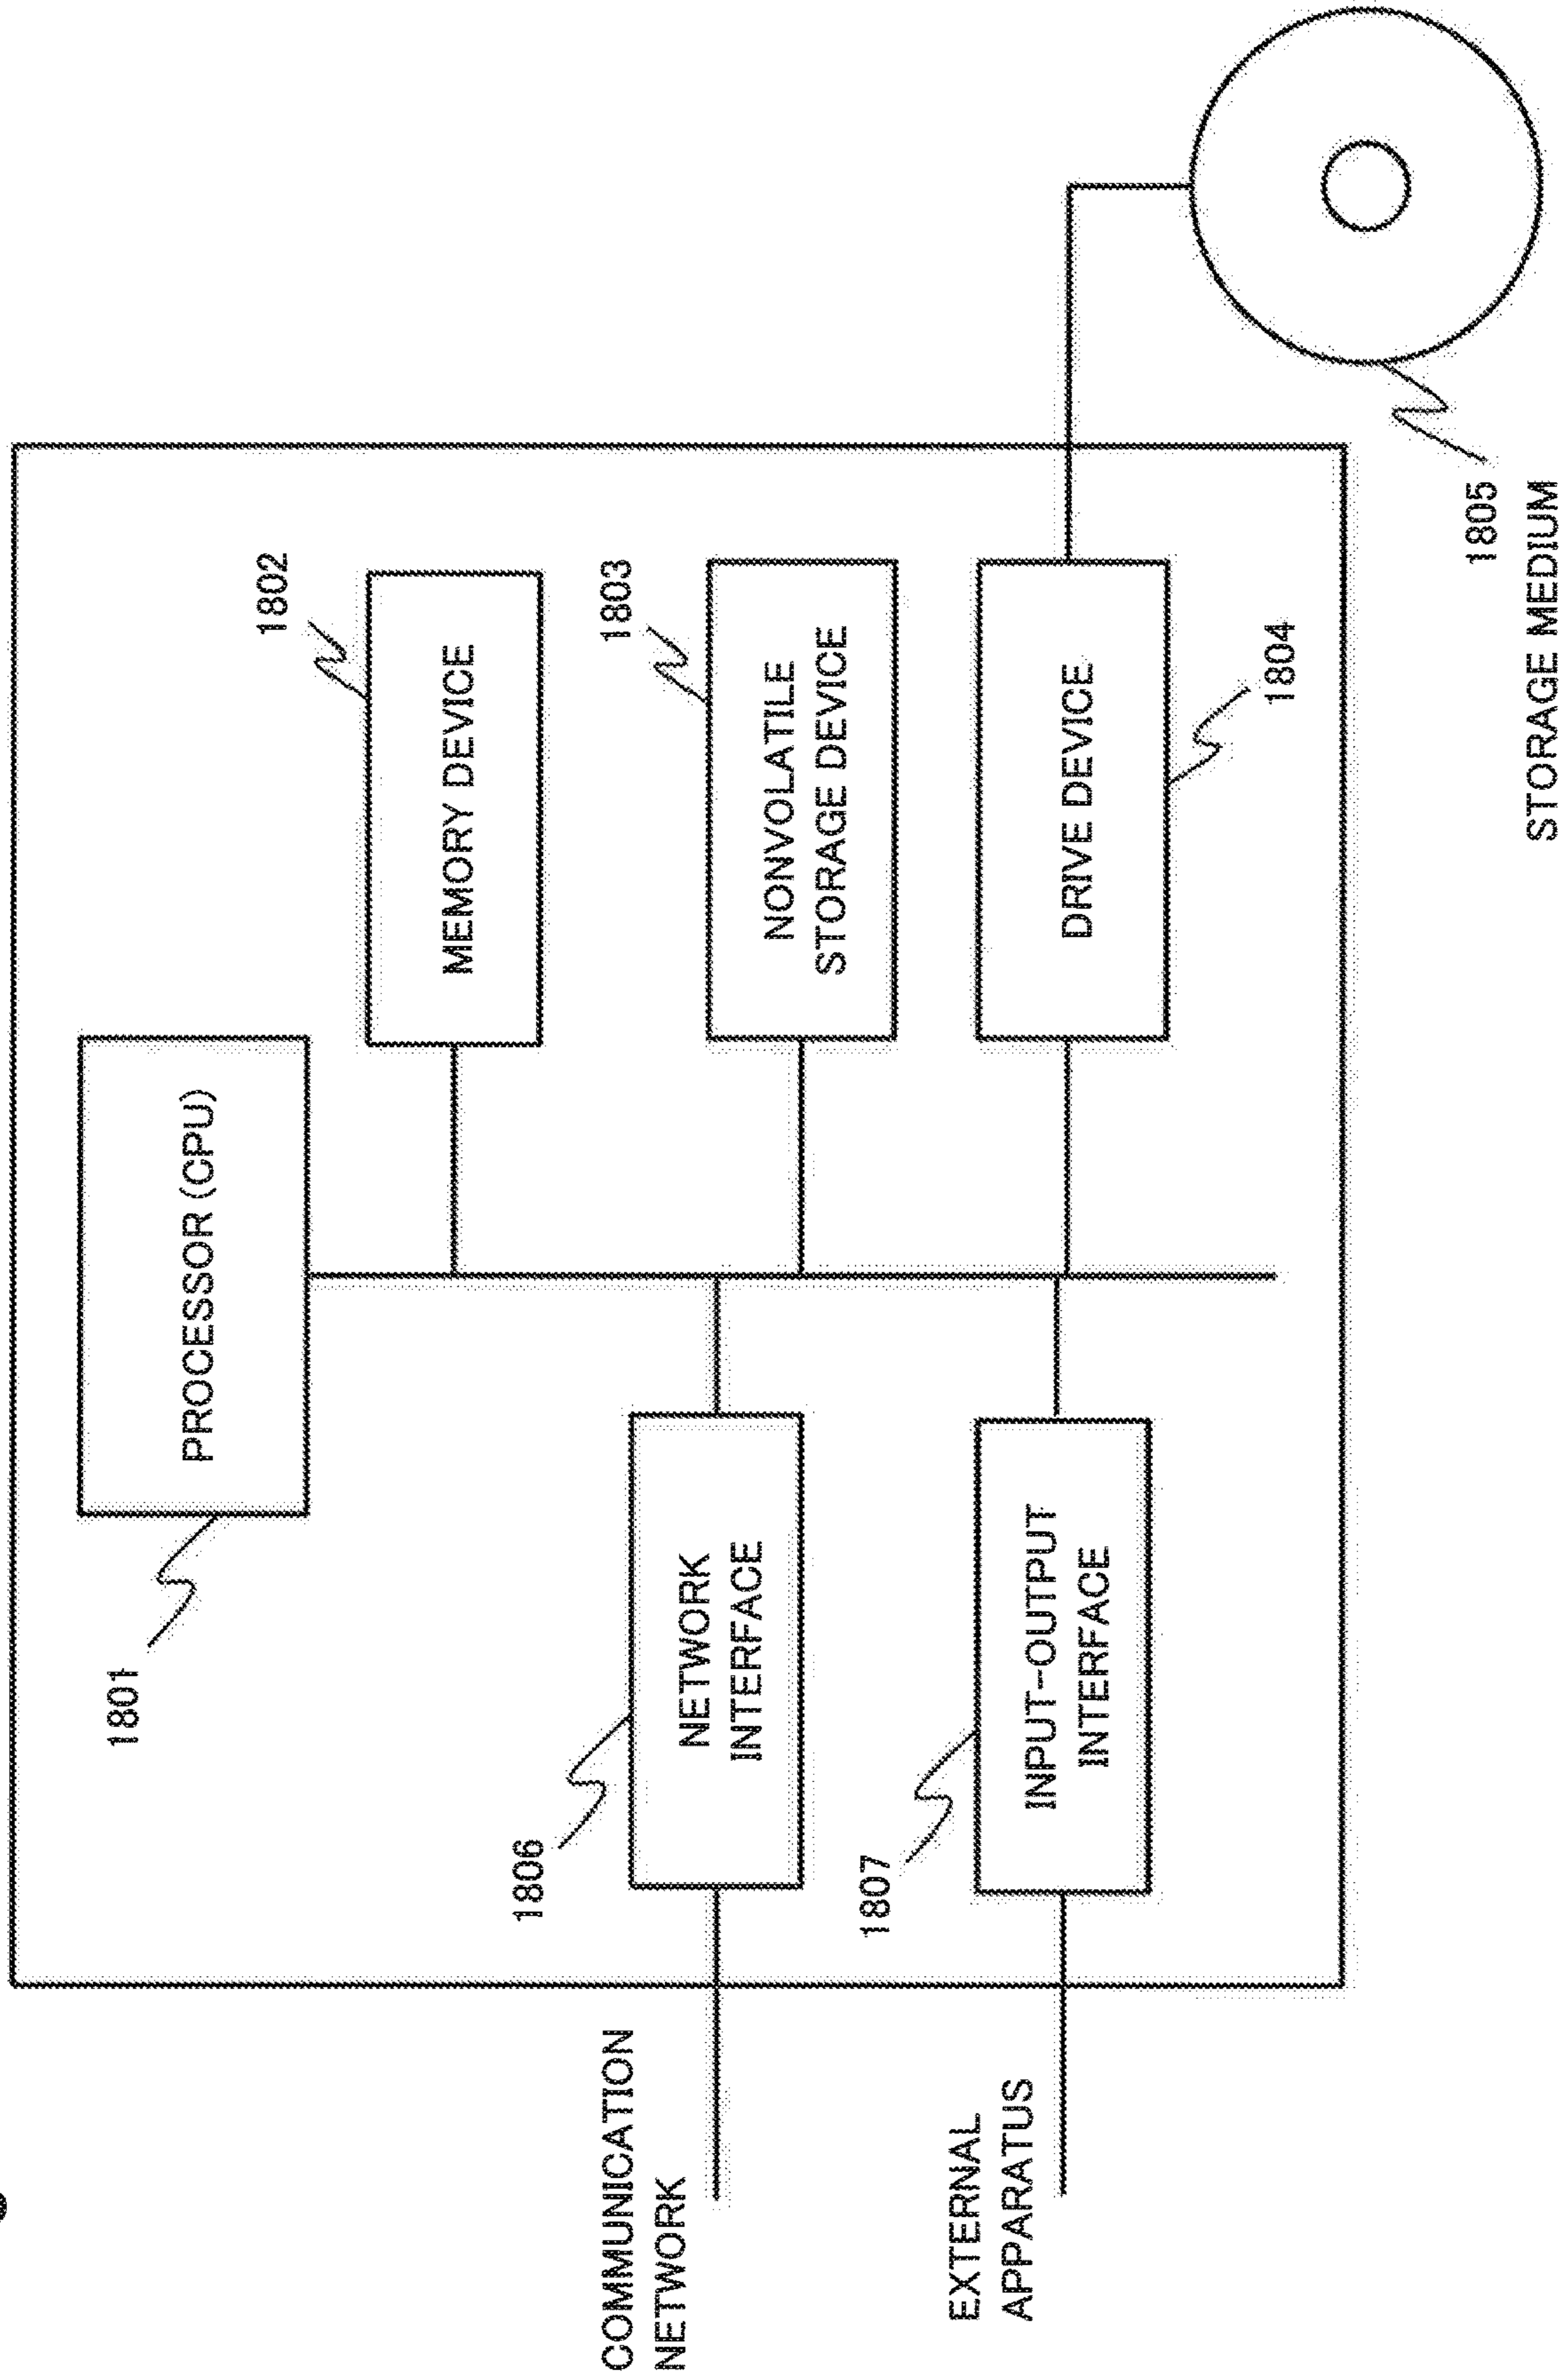 1801
PROCESSOR (CPU)
1802
MEMORY DEVICE
COMMUNICATION
NETWORK
1806
NETWORK
INTERFACE
1803
NONVOLATILE
STORAGE DEVICE
EXTERNAL
APPARATUS
1807
INPUT-OUTPUT
INTERFACE
DRIVE DEVICE
1804
1805
STORAGE MEDIUM